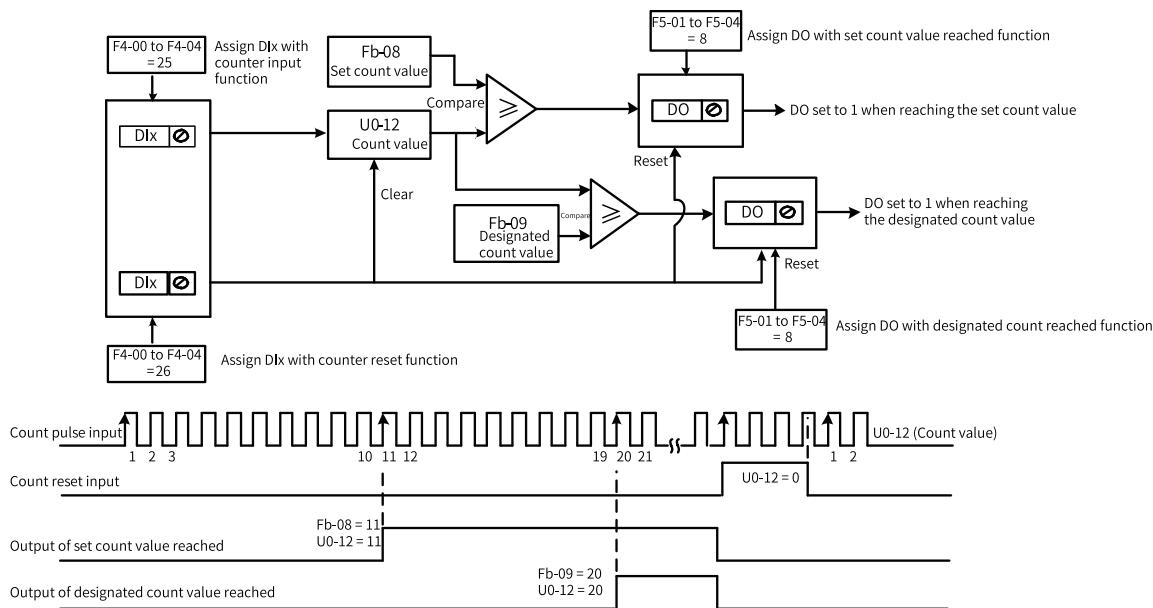 F4-00 to F4-04
=25
Assign DIx with
counter input
function
Fb-08
Set count value
F5-01 to F5-04
= 8
Assign DO with set count value reached function
Compare
≥
DIx
U0-12
Count value
DO
DO set to 1 when reaching the set count value
Reset
Clear
Fb-09
Designated
count value
Compare
≥
DO
DO set to 1 when reaching
the designated count value
DIx
Reset
F4-00 to F4-04
=26
Assign DIx with counter reset function
F5-01 to F5-04
= 8
Assign DO with designated count reached function
Count pulse input
U0-12 (Count value)
1 2 3 10 11 12 19 20 21 1 2
Count reset input
U0-12 = 0
Fb-08 = 11
U0-12 = 11
Output of set count value reached
Fb-09 = 20
U0-12 = 20
Output of designated count value reached